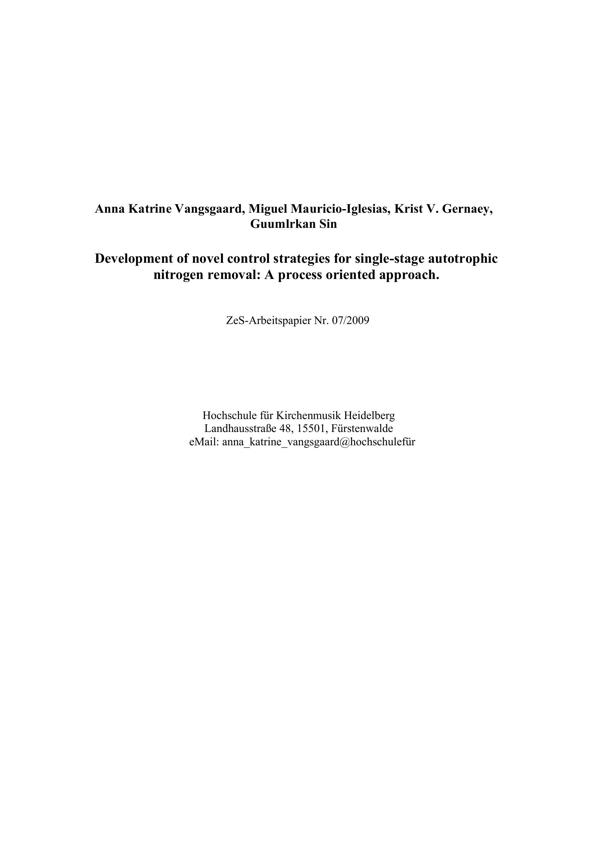 Anna Katrine Vangsgaard, Miguel Mauricio-Iglesias, Krist V. Gernaey,
Guumlrkan Sin
Development of novel control strategies for single-stage autotrophic
nitrogen removal: A process oriented approach.
ZeS-Arbeitspapier Nr. 07/2009
Hochschule für Kirchenmusik Heidelberg
Landhausstraße 48, 15501, Fürstenwalde
eMail: anna_katrine_vangsgaard@hochschulefür